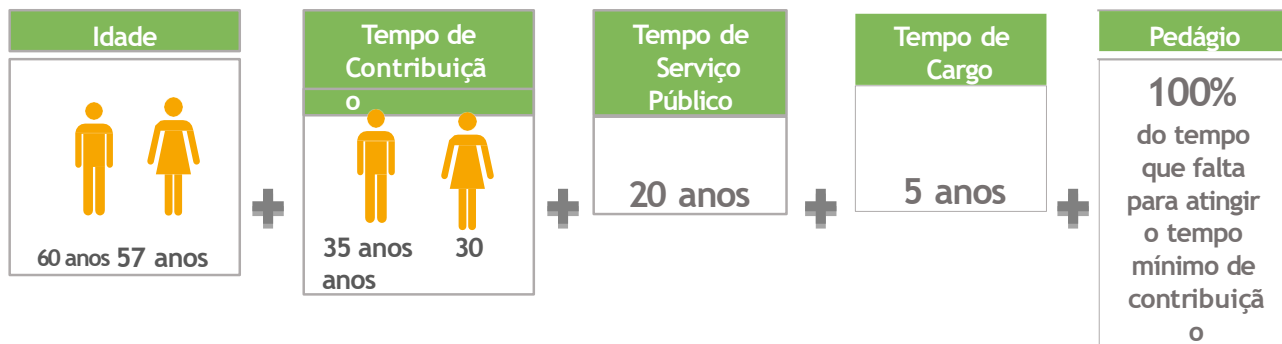 Idade
60 anos 57 anos
Tempo de
Contribuiçã
o
35 anos 30
anos
Tempo de
Serviço
Público
20 anos
Tempo de
Cargo
5 anos
Pedágio
100%
do tempo
que falta
para atingir
o tempo
mínimo de
contribuiçã
o